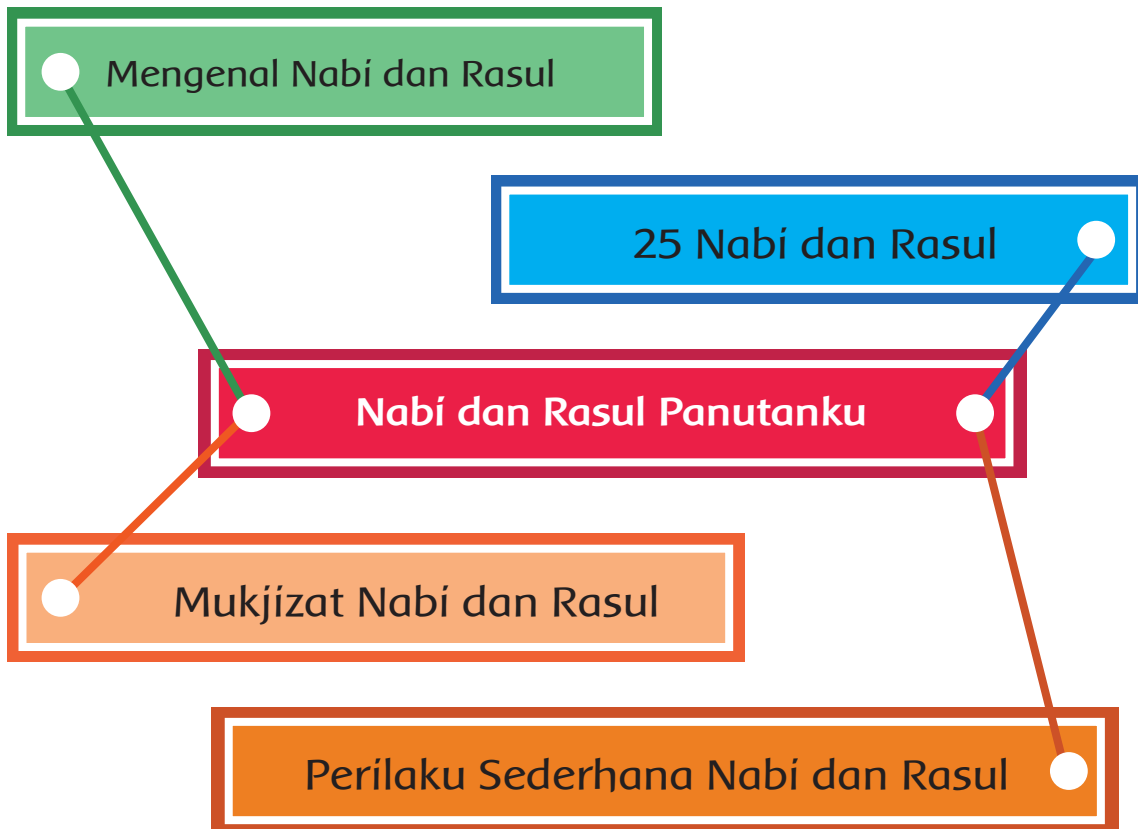 Mengenal Nabi dan Rasul
25 Nabi dan Rasul
Nabi dan Rasul Panutanku
Mukjizat Nabi dan Rasul
Perilaku Sederhana Nabi dan Rasul